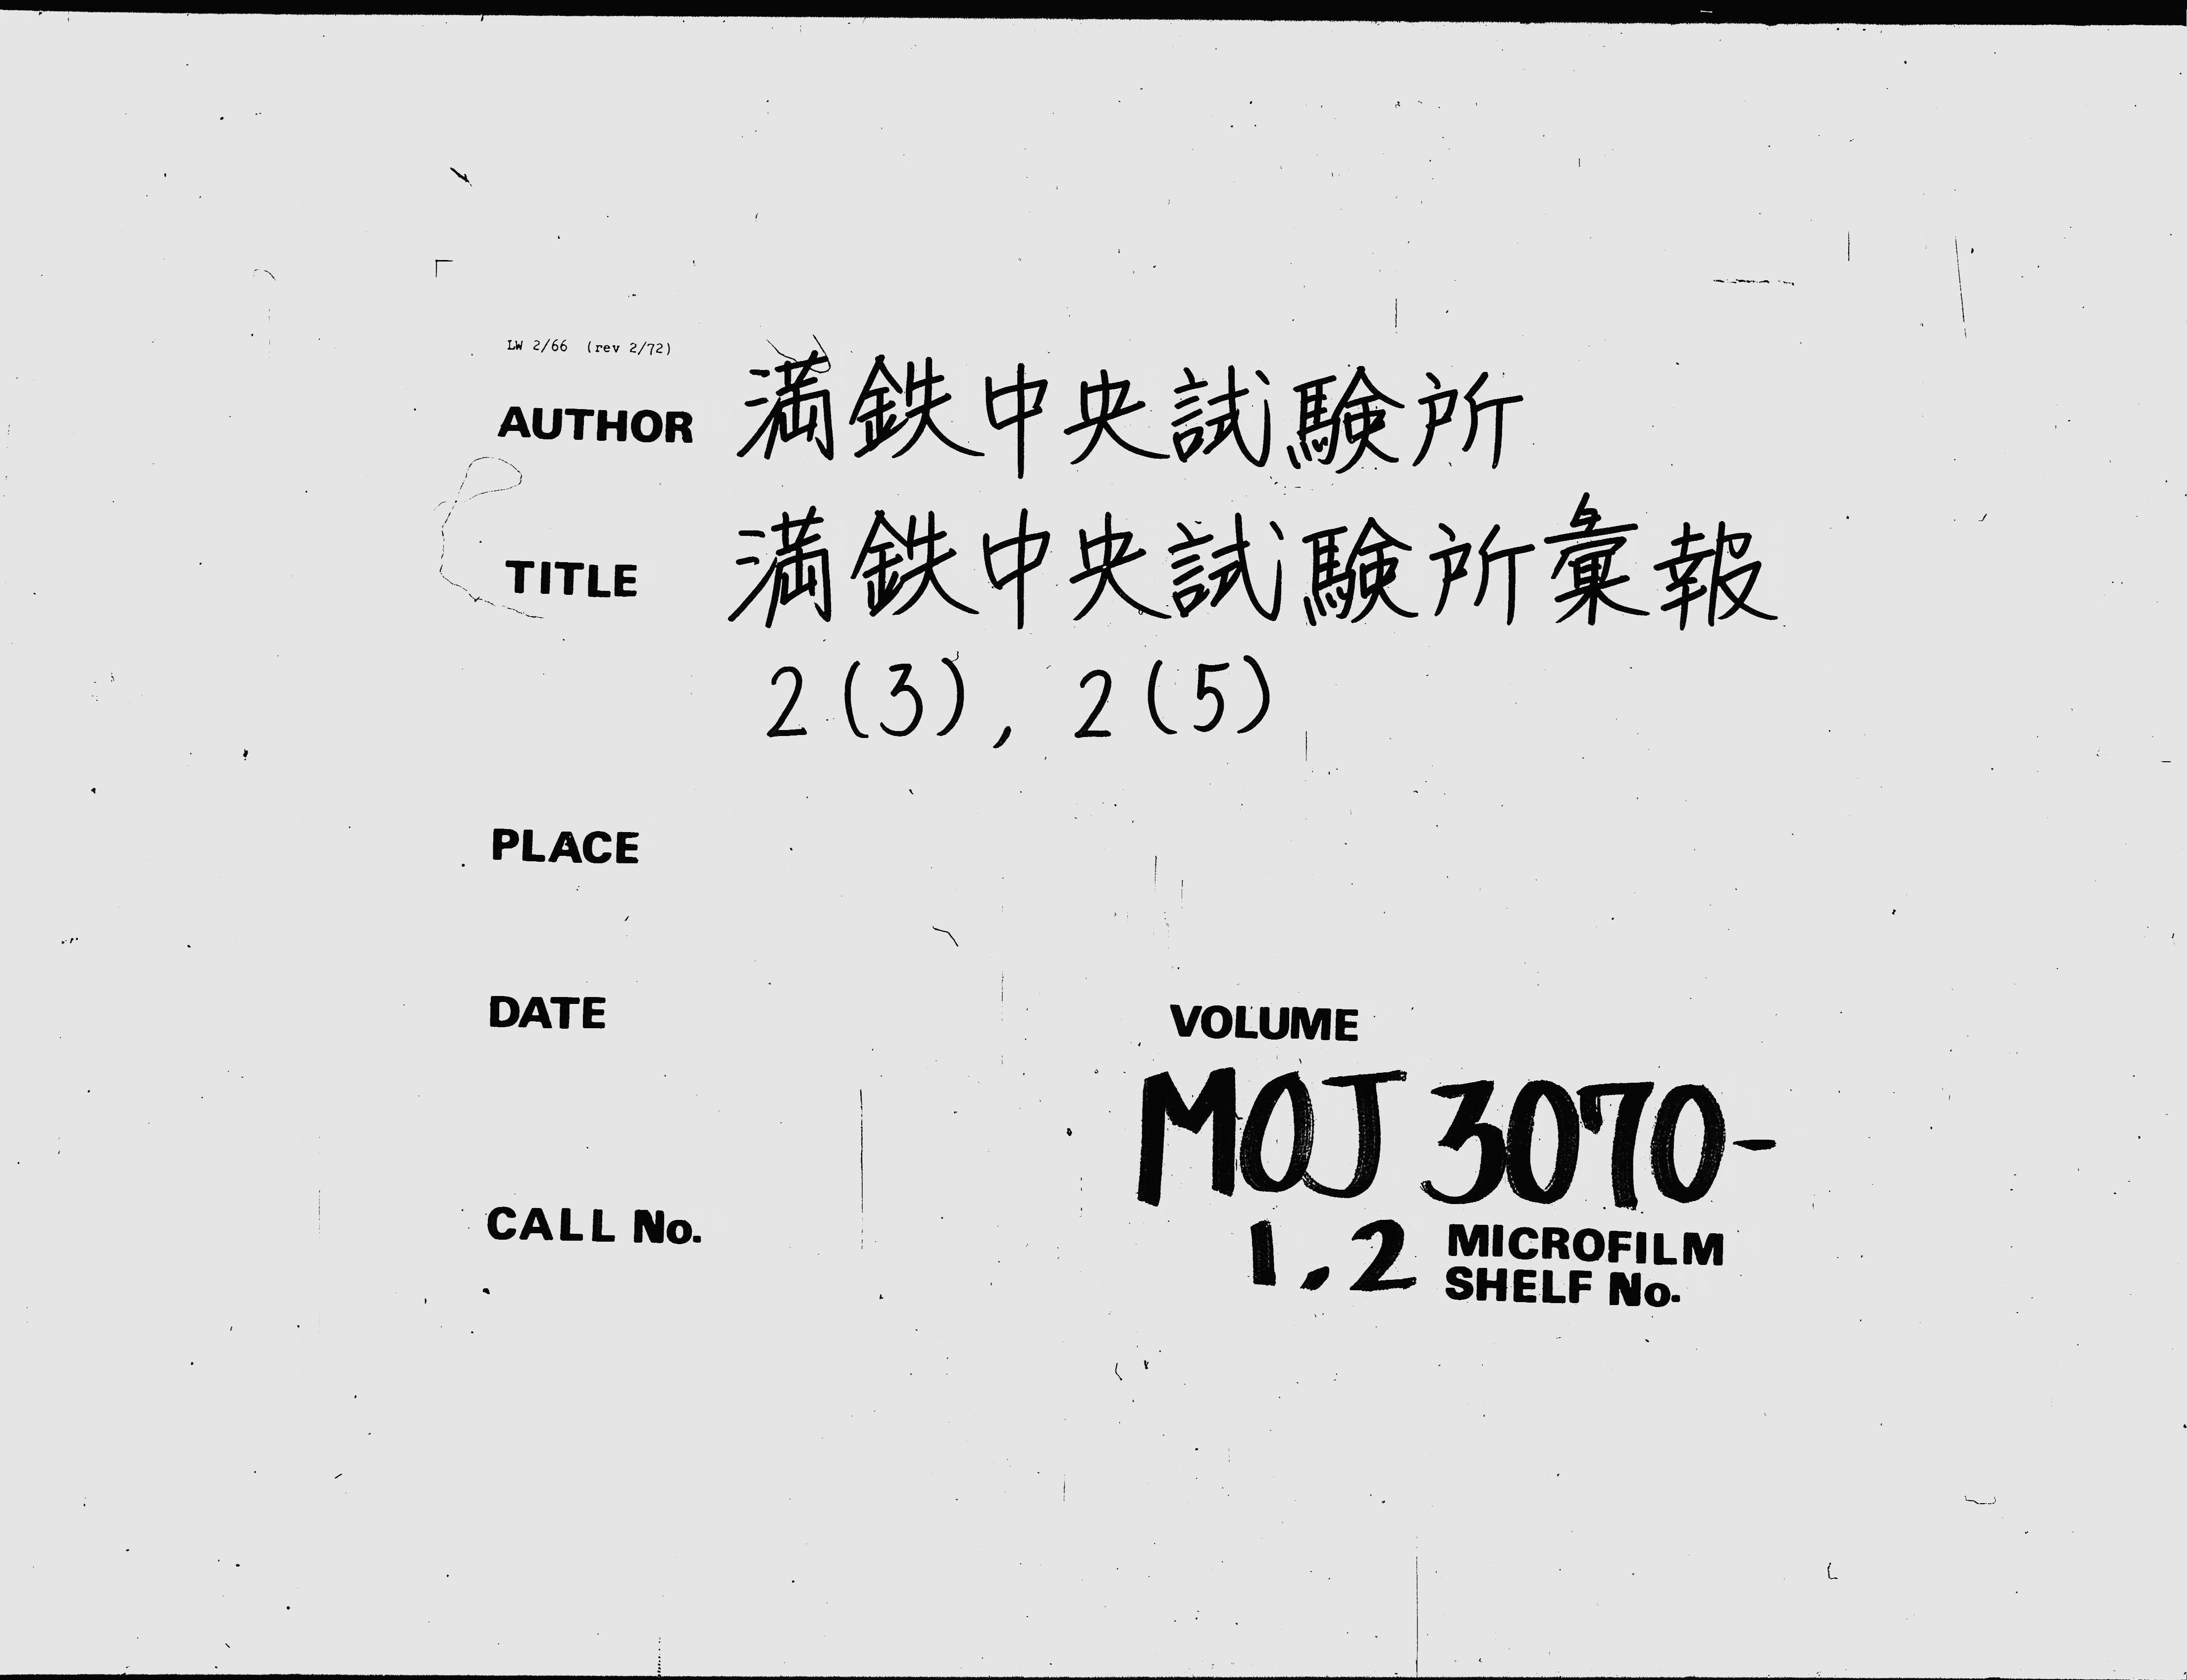 LW 2/66 (rev 2/72)
AUTHOR 満鉄中央試験所
TITLE 満鉄中央試験所彙報
2(3), 2(5)
PLACE
DATE
VOLUME
MOJ 3070-
CALL No.
1,2 MICROFILM
SHELF No.